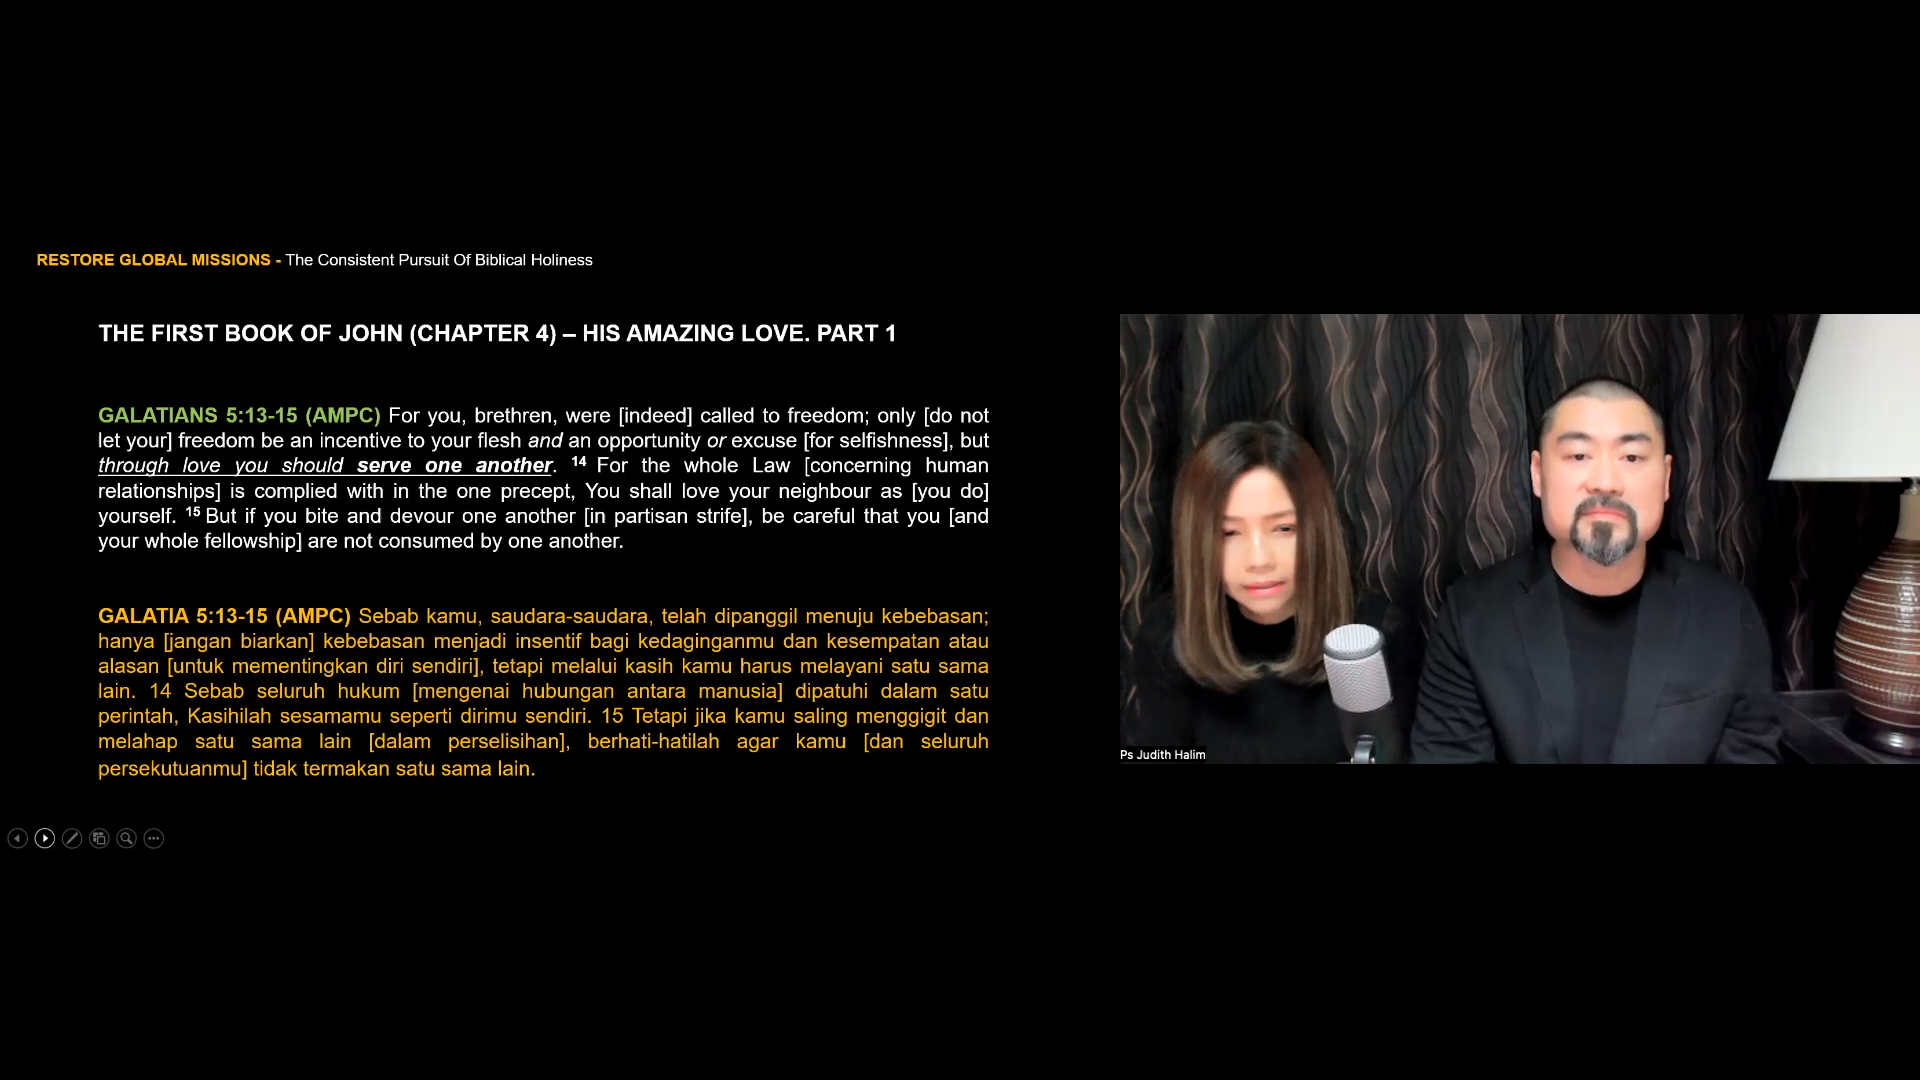 RESTORE GLOBAL MISSIONS - The Consistent Pursuit Of Biblical Holiness
THE FIRST BOOK OF JOHN (CHAPTER 4) – HIS AMAZING LOVE. PART 1
GALATIANS 5:13-15 (AMPC) For you, brethren, were [indeed] called to freedom; only [do not
let your] freedom be an incentive to your flesh and an opportunity or excuse [for selfishness], but
through love you should serve one another. 14 For the whole Law [concerning human
relationships] is complied with in the one precept, You shall love your neighbour as [you do]
yourself. 15 But if you bite and devour one another [in partisan strife], be careful that you [and
your whole fellowship] are not consumed by one another.
GALATIA 5:13-15 (AMPC) Sebab kamu, saudara-saudara, telah dipanggil menuju kebebasan;
hanya [jangan biarkan] kebebasan menjadi insentif bagi kedaginganmu dan kesempatan atau
alasan [untuk mementingkan diri sendiri], tetapi melalui kasih kamu harus melayani satu sama
lain. 14 Sebab seluruh hukum [mengenai hubungan antara manusia] dipatuhi dalam satu
perintah, Kasihilah sesamamu seperti dirimu sendiri. 15 Tetapi jika kamu saling menggigit dan
melahap satu sama lain [dalam perselisihan], berhati-hatilah agar kamu [dan seluruh
persekutuanmu] tidak termakan satu sama lain.
Ps Judith Halim